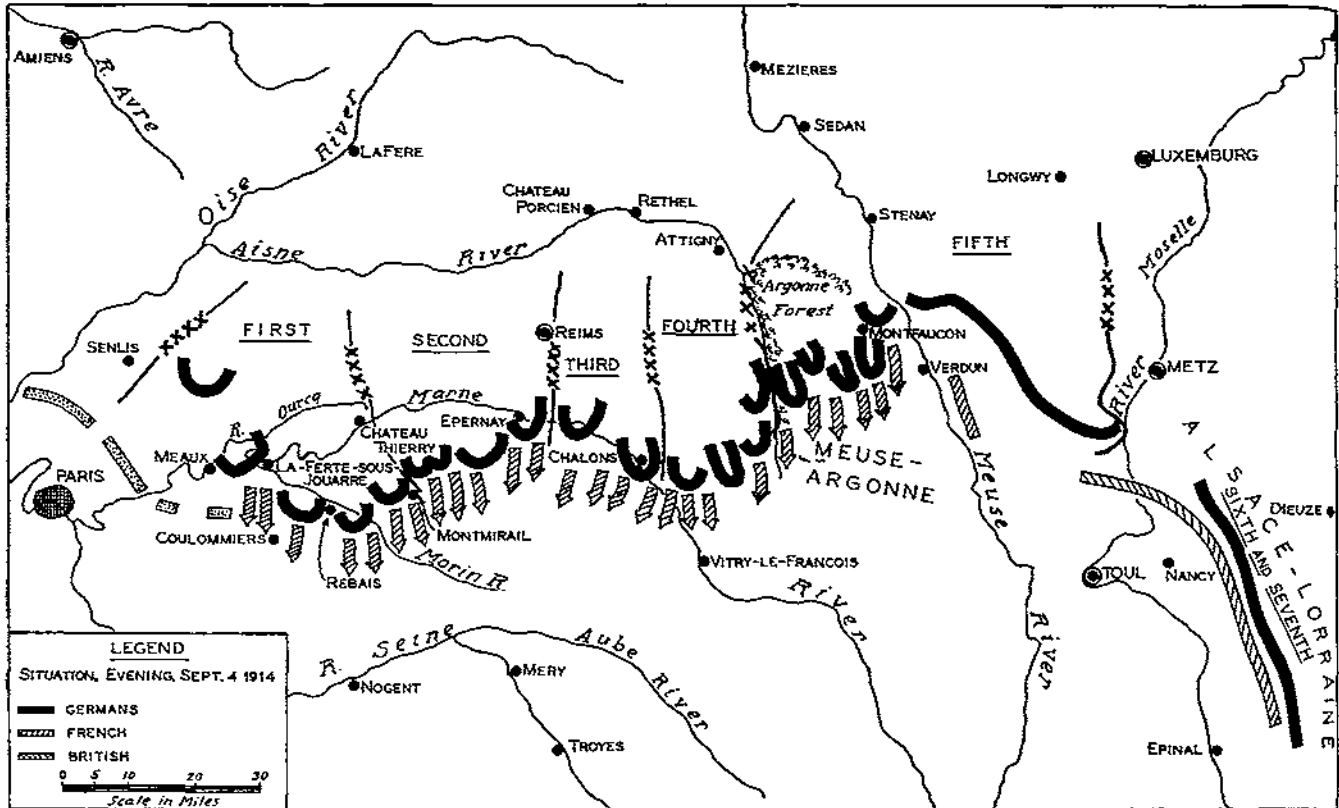 AMIENS
R. Avre
Oise River
LAFERE
MEZIERES
SEDAN
LONGWY
LUXEMBURG
CHATEAU
PORCIEN
RETHEL
ATTIGNY
STENAY
FIFTH
Moselle River
Aisne River
Argonne
Forest
FIRST
SECOND
REIMS
THIRD
FOURTH
MONTFAUCON
VERDUN
METZ
SENLIS
R. Ourcq
Marne River
EPERNAY
CHATEAU
THIERRY
CHALONS
MEAUX
LA-FERTE-SOUS-
JOUARRE
MEUSE-
ARGONNE
Meuse River
PARIS
COULOMMIERS
REBAIS
MONTMIRAIL
Morin R.
VITRY-LE-FRANCOIS
TOUL
NANCY
DIEUZE
ALSACE-LORRAINE
SIXTH AND SEVENTH
R. Seine
Aube River
NOGENT
MERY
TROYES
EPINAL
LEGEND
SITUATION, EVENING, SEPT. 4 1914
GERMANS
FRENCH
BRITISH
0 5 10 20 30
Scale in Miles